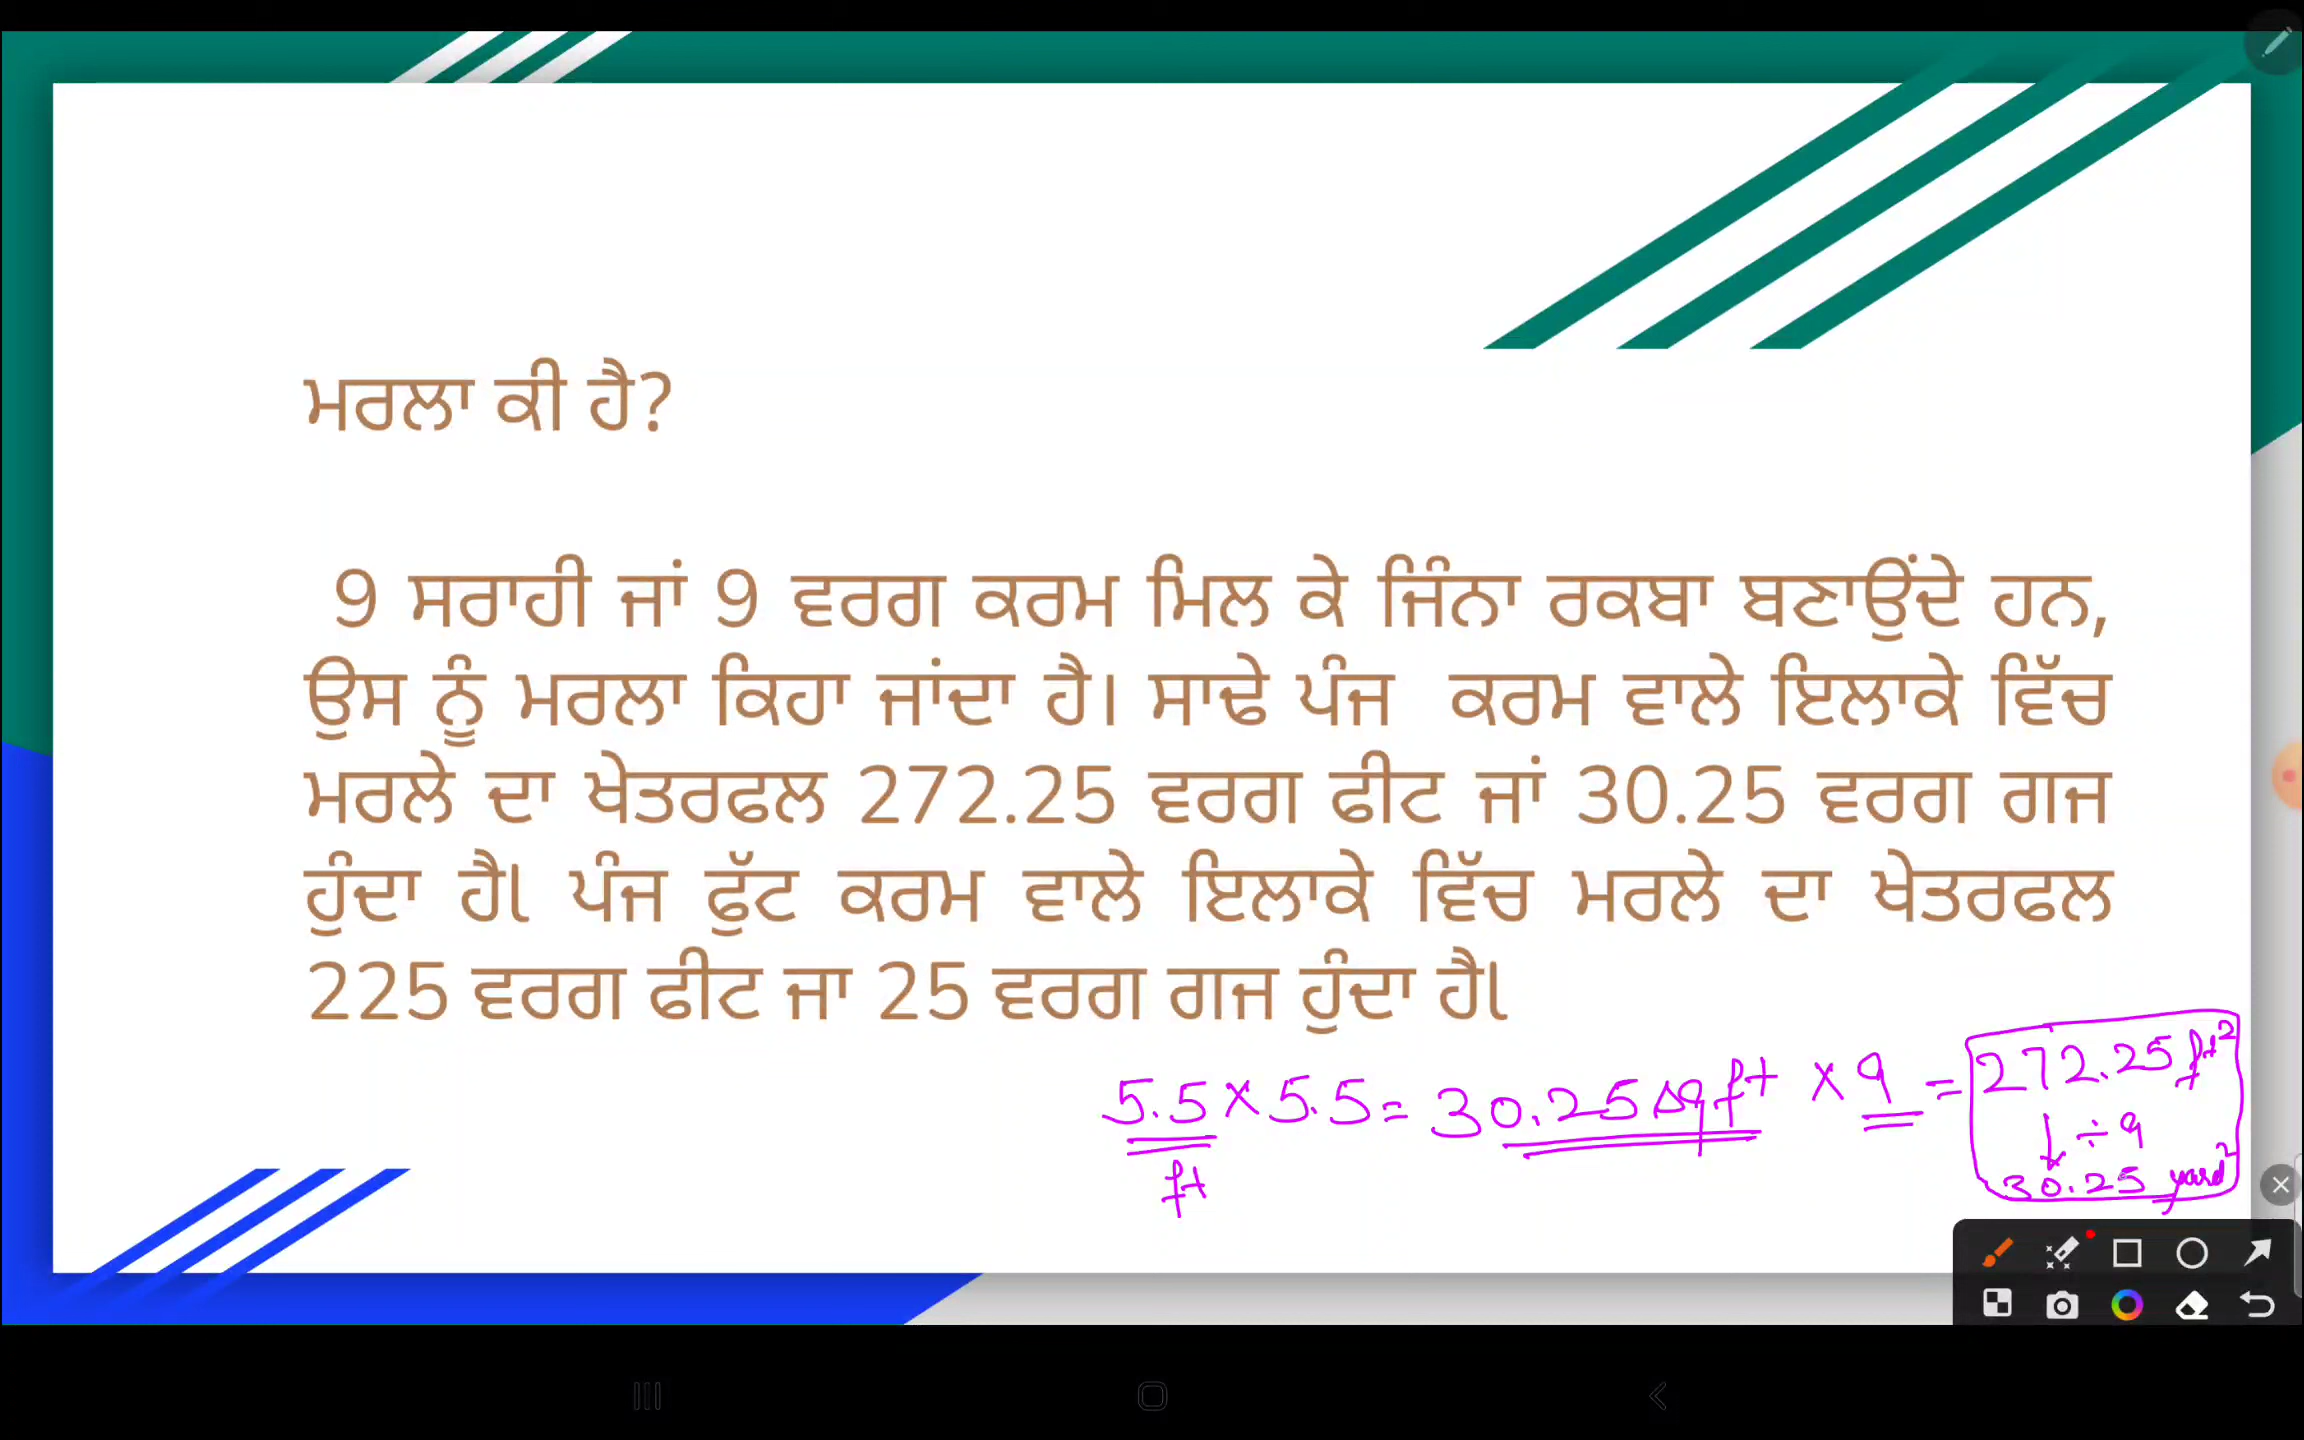 ਮਰਲਾ ਕੀ ਹੈ?
9 ਸਰਾਹੀ ਜਾਂ 9 ਵਰਗ ਕਰਮ ਮਿਲ ਕੇ ਜਿੰਨਾ ਰਕਬਾ ਬਣਾਉਂਦੇ ਹਨ,
ਉਸ ਨੂੰ ਮਰਲਾ ਕਿਹਾ ਜਾਂਦਾ ਹੈ। ਸਾਢੇ ਪੰਜ ਕਰਮ ਵਾਲੇ ਇਲਾਕੇ ਵਿੱਚ
ਮਰਲੇ ਦਾ ਖੇਤਰਫਲ 272.25 ਵਰਗ ਫੀਟ ਜਾਂ 30.25 ਵਰਗ ਗਜ
ਹੁੰਦਾ ਹੈ। ਪੰਜ ਫੁੱਟ ਕਰਮ ਵਾਲੇ ਇਲਾਕੇ ਵਿੱਚ ਮਰਲੇ ਦਾ ਖੇਤਰਫਲ
225 ਵਰਗ ਫੀਟ ਜਾ 25 ਵਰਗ ਗਜ ਹੁੰਦਾ ਹੈ।
5.5 × 5.5 = 30.25 sqft × 9 = 272.25 ft²
÷ 9
ft
30.25 yard²